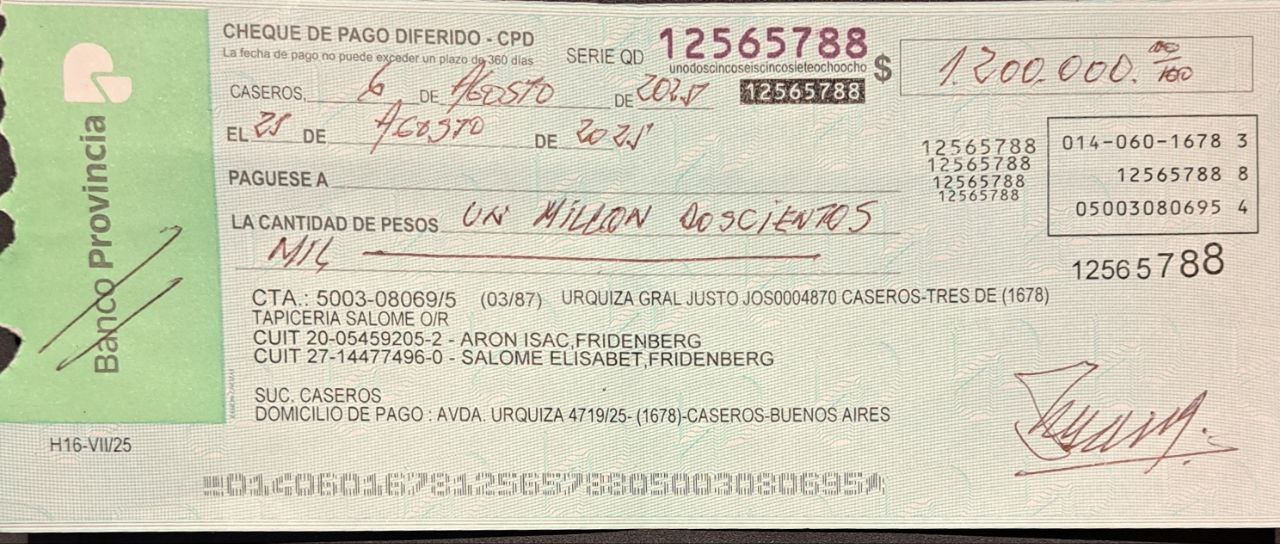 Banco Provincia
CHEQUE DE PAGO DIFERIDO - CPD
La fecha de pago no puede exceder un plazo de 360 días
SERIE QD 12565788
unodoscincoseiscincosieteochoocho
12565788
$ 1.200.000. 00/100
CASEROS, 6 DE AGOSTO DE 2025
EL 25 DE AGOSTO DE 2025
PAGUESE A
LA CANTIDAD DE PESOS UN MILLON DOSCIENTOS
MIL
12565788
12565788
12565788
12565788
014-060-1678 3
12565788 8
05003080695 4
12565788
CTA.: 5003-08069/5 (03/87) URQUIZA GRAL JUSTO JOS0004870 CASEROS-TRES DE (1678)
TAPICERIA SALOME O/R
CUIT 20-05459205-2 - ARON ISAC,FRIDENBERG
CUIT 27-14477496-0 - SALOME ELISABET,FRIDENBERG
SUC. CASEROS
DOMICILIO DE PAGO : AVDA. URQUIZA 4719/25- (1678)-CASEROS-BUENOS AIRES
H16-VII/25